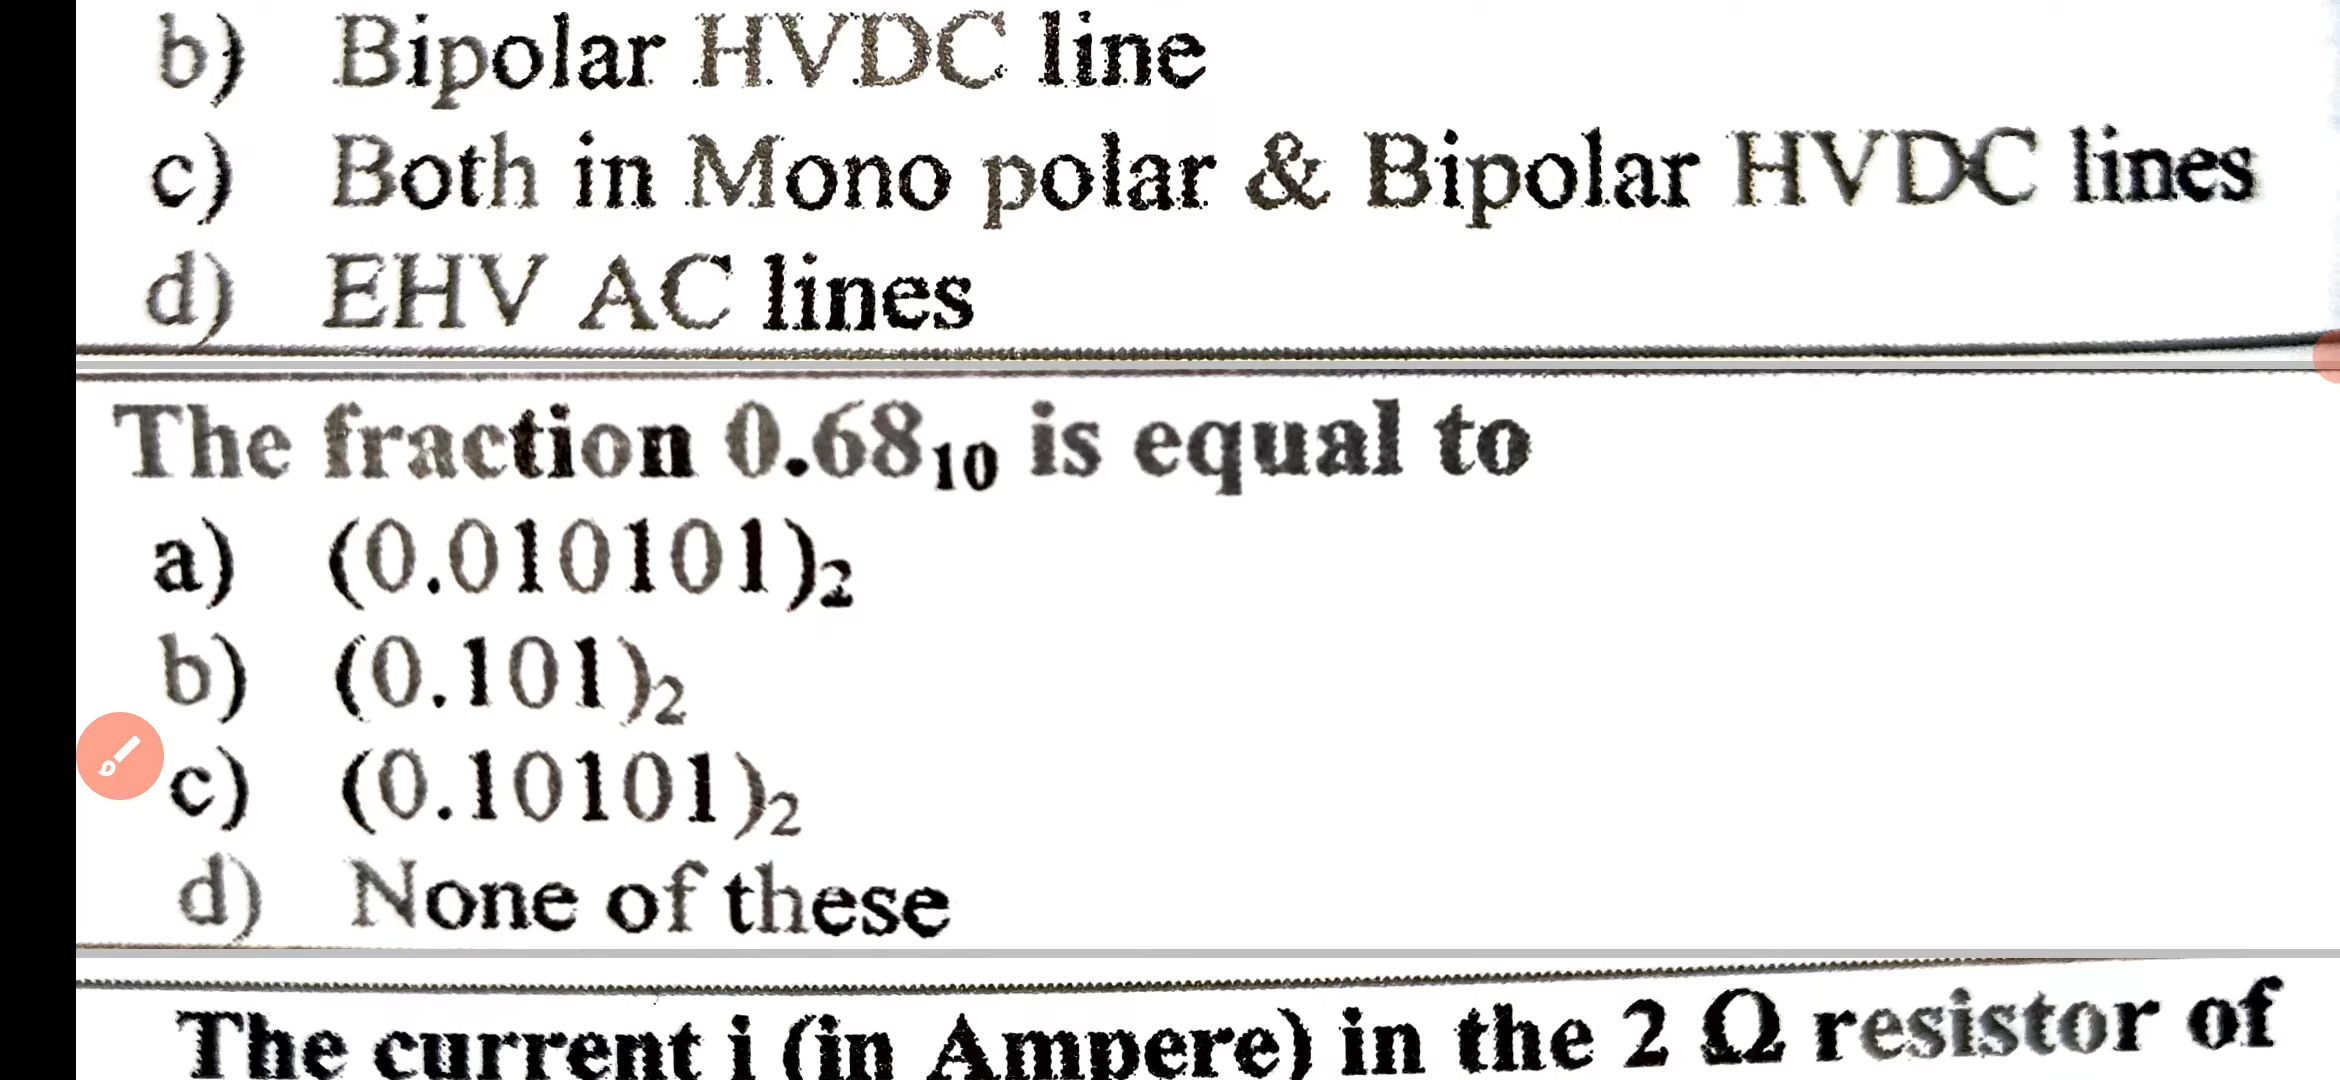 b) Bipolar HVDC line
c) Both in Mono polar & Bipolar HVDC lines
d) EHV AC lines
The fraction 0.68₁₀ is equal to
a) (0.010101)₂
b) (0.101)₂
c) (0.10101)₂
d) None of these
The current i (in Ampere) in the 2 Ω resistor of